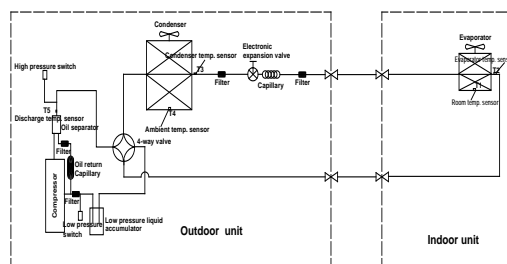 Condenser
Evaporator
High pressure switch
Condenser temp. sensor
T3
Electronic
expansion valve
Filter
Capillary
Filter
Evaporator temp. sens
T2
T1
Room temp. sensor
T5
Discharge temp. sensor
Oil separator
T4
Ambient temp. sensor
4-way valve
Filter
Oil return
Capillary
Compressor
Filter
Low pressure
switch
Low pressure liquid
accumulator
Outdoor unit
Indoor unit